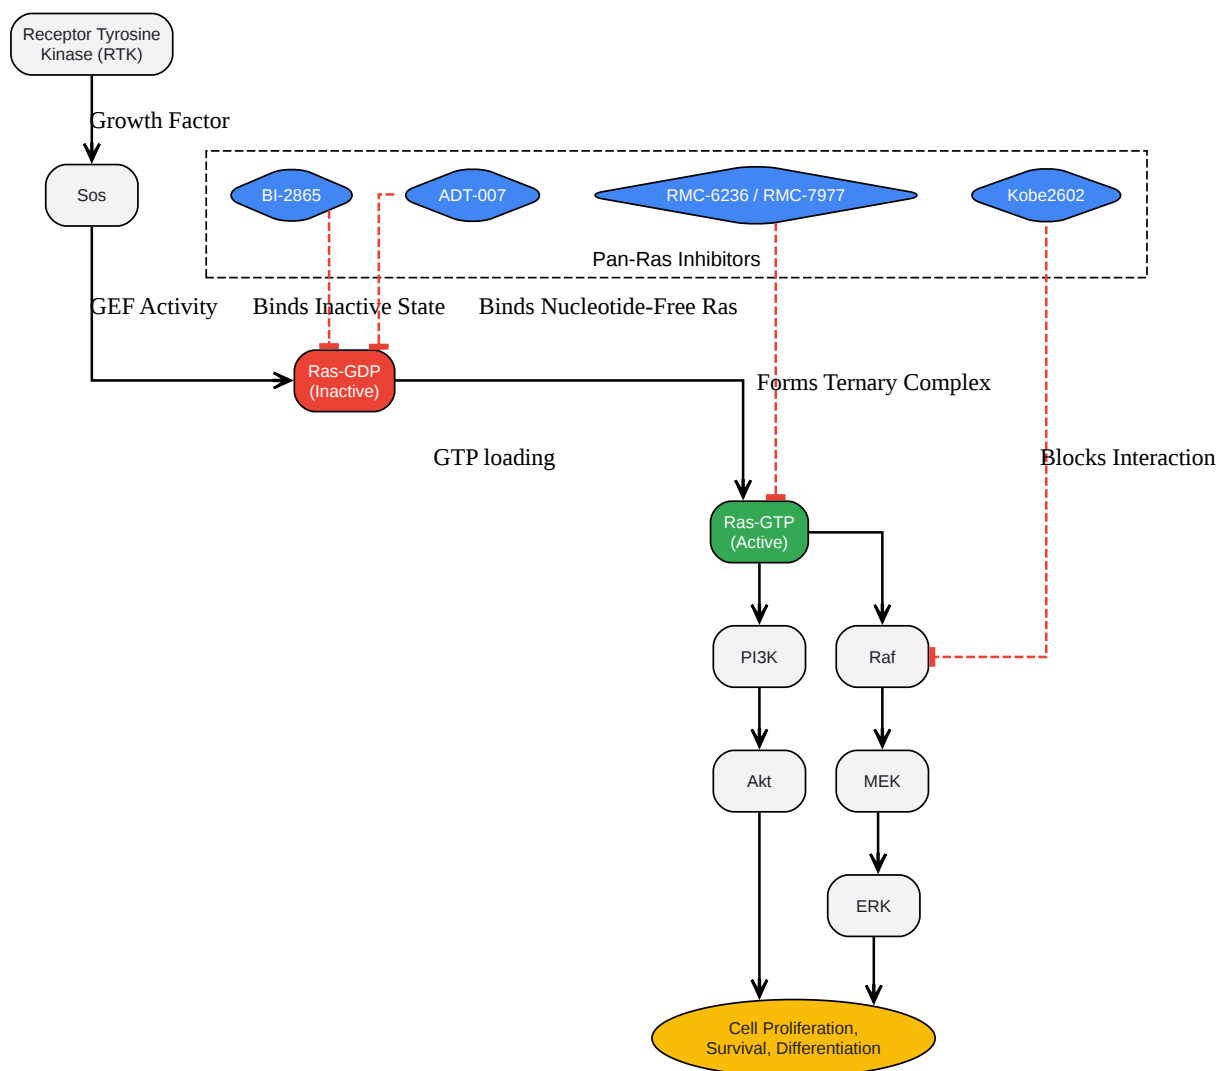 Receptor Tyrosine
Kinase (RTK)
Growth Factor
Sos
BI-2865
ADT-007
RMC-6236 / RMC-7977
Kobe2602
Pan-Ras Inhibitors
GEF Activity
Binds Inactive State
Binds Nucleotide-Free Ras
Ras-GDP
(Inactive)
Forms Ternary Complex
GTP loading
Blocks Interaction
Ras-GTP
(Active)
PI3K
Raf
Akt
MEK
ERK
Cell Proliferation,
Survival, Differentiation